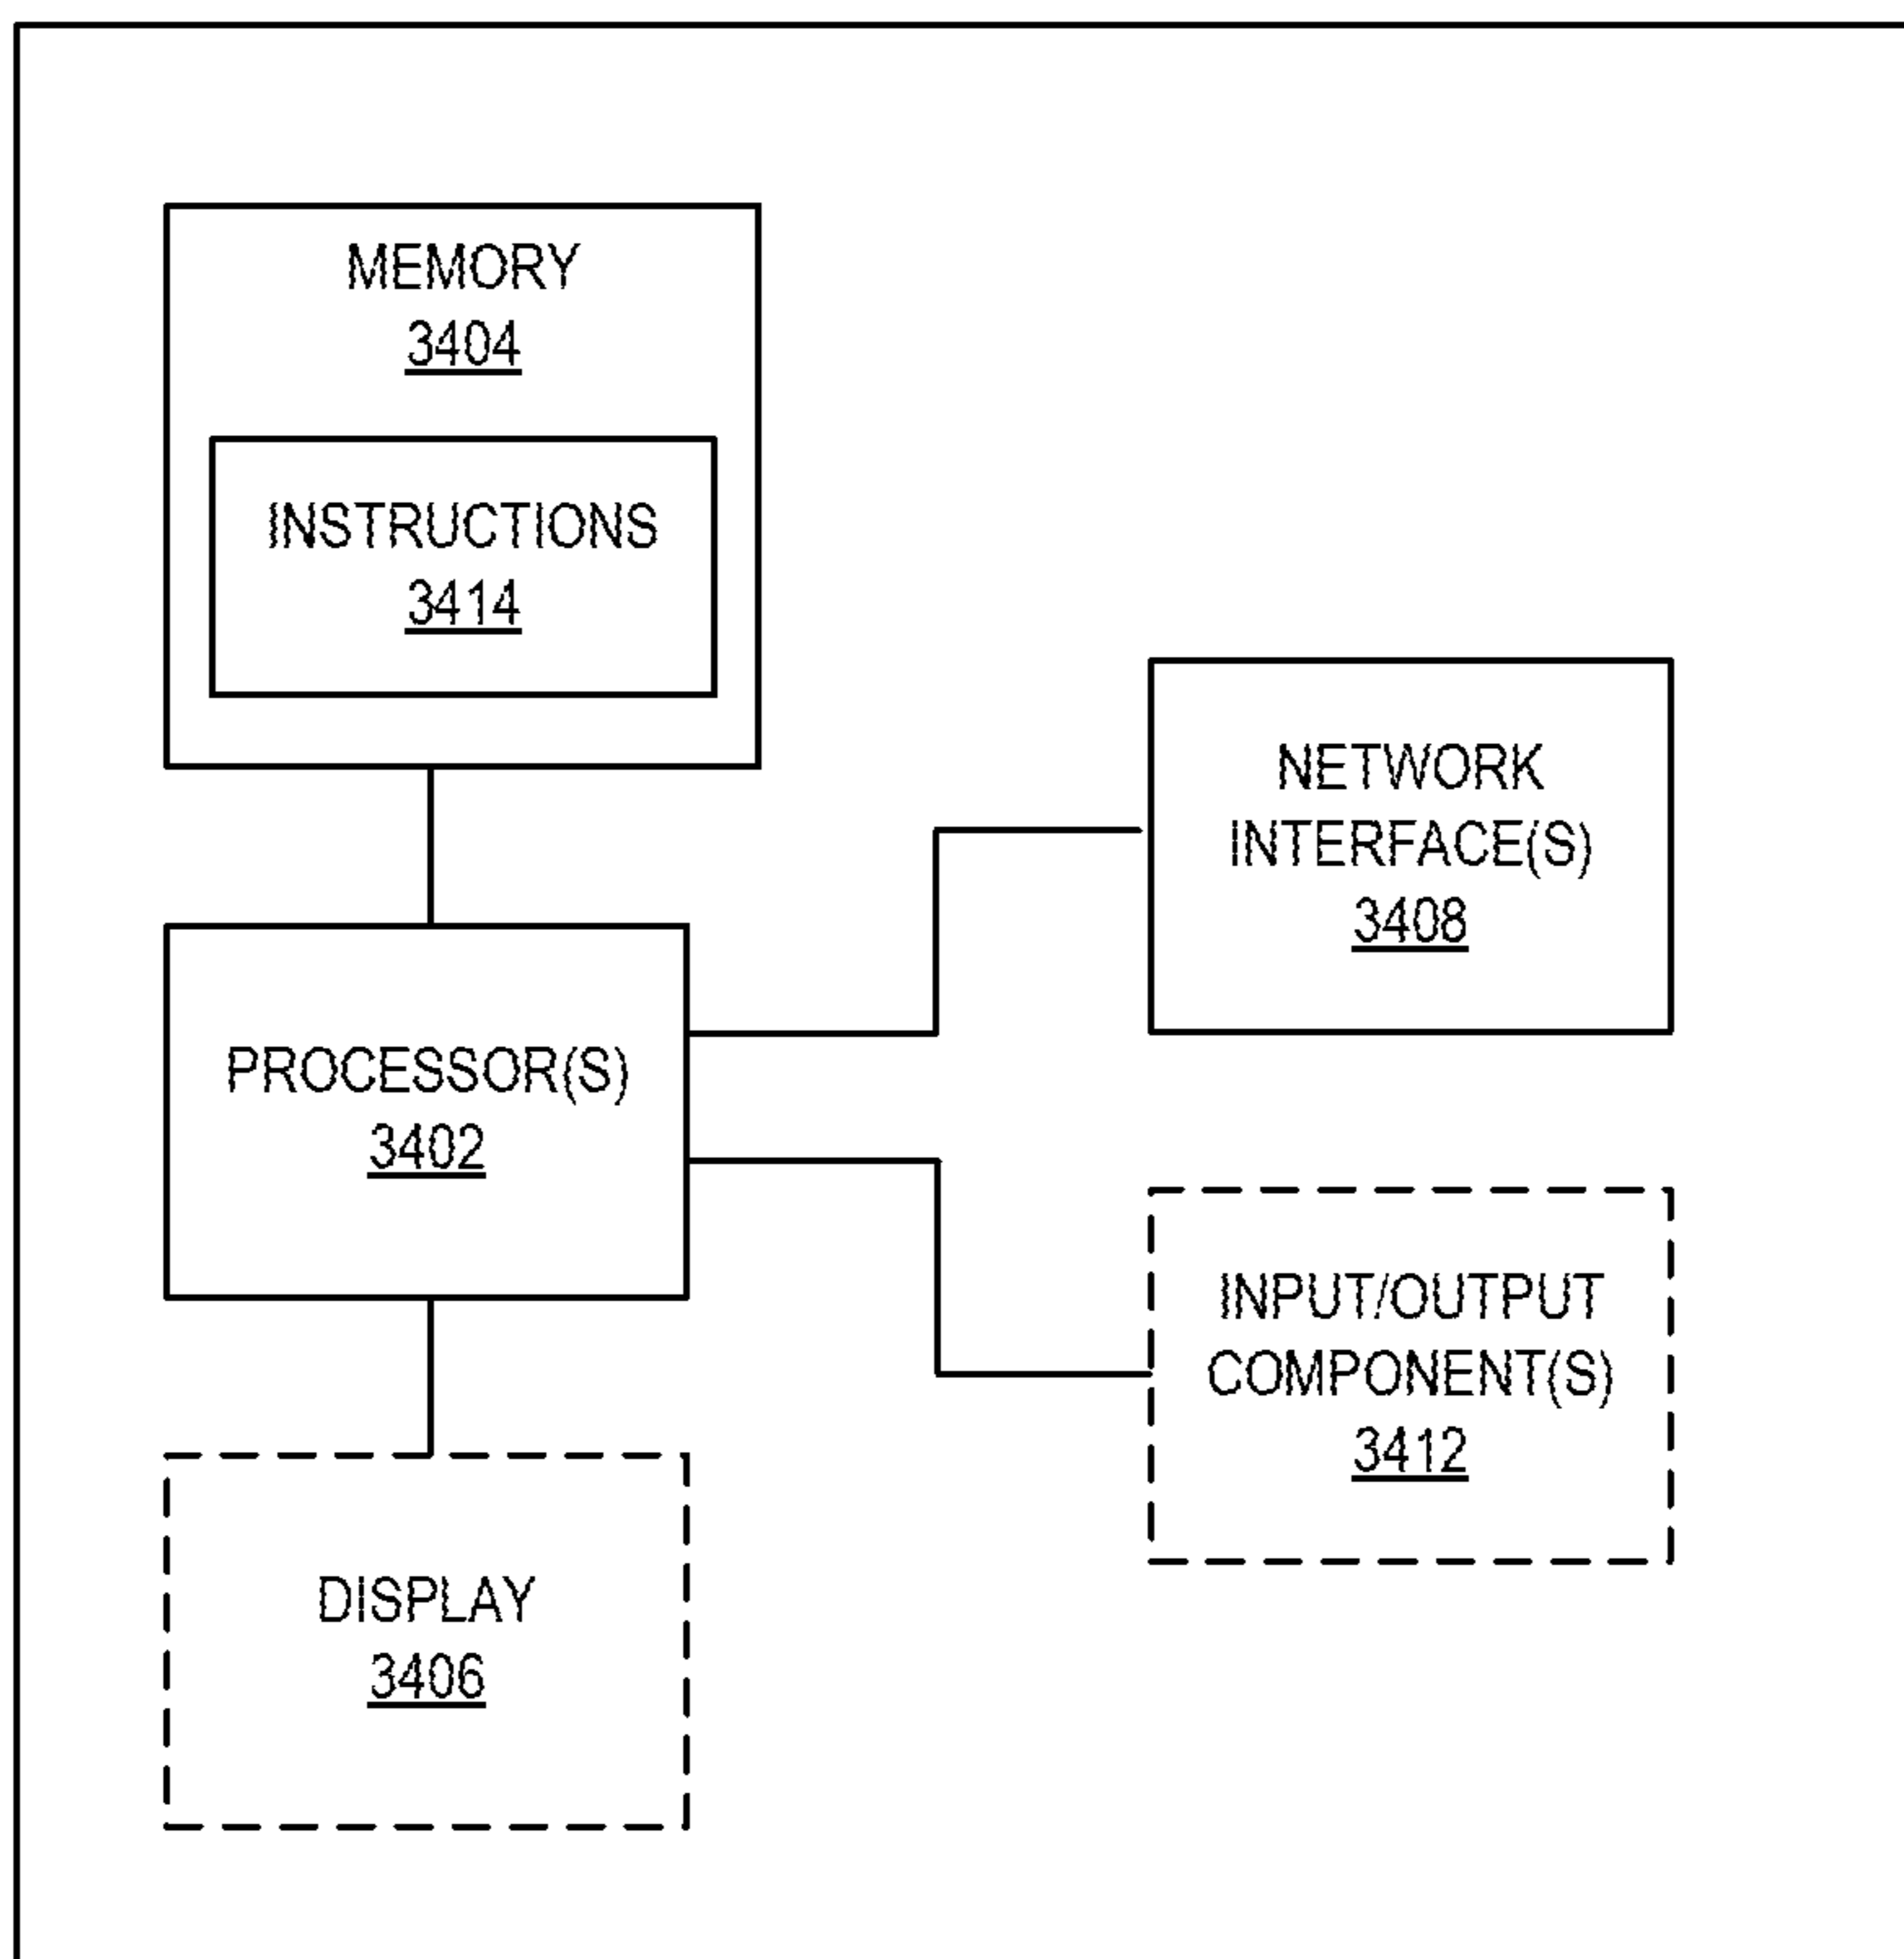 MEMORY
3404
INSTRUCTIONS
3414
NETWORK
INTERFACE(S)
3408
PROCESSOR(S)
3402
INPUT/OUTPUT
COMPONENT(S)
3412
DISPLAY
3406